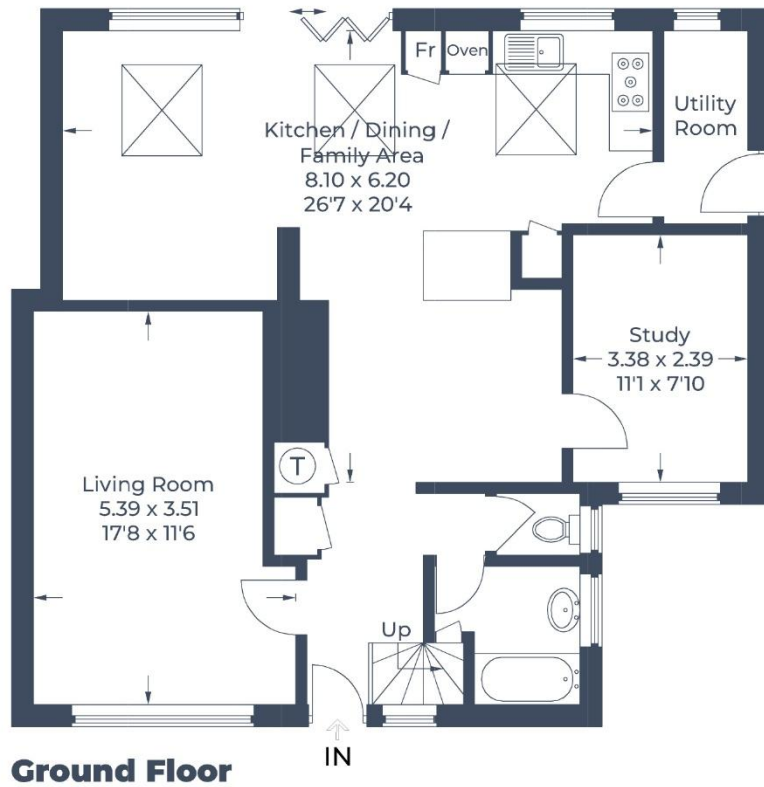 Fr
Oven
Utility
Room
Kitchen / Dining /
Family Area
8.10 x 6.20
26'7 x 20'4
Study
3.38 x 2.39
11'1 x 7'10
T
Living Room
5.39 x 3.51
17'8 x 11'6
Up
IN
Ground Floor